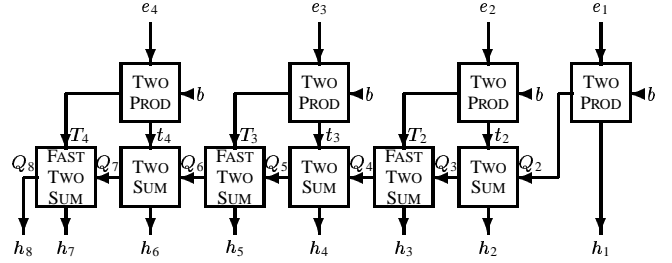 e4 e3 e2 e1
TWO TWO TWO TWO
PROD b PROD b PROD b PROD b
T4 t4 T3 t3 T2 t2
Q8 FAST Q7 TWO Q6 FAST Q5 TWO Q4 FAST Q3 TWO Q2
TWO SUM TWO SUM TWO SUM
SUM SUM SUM
h8 h7 h6 h5 h4 h3 h2 h1